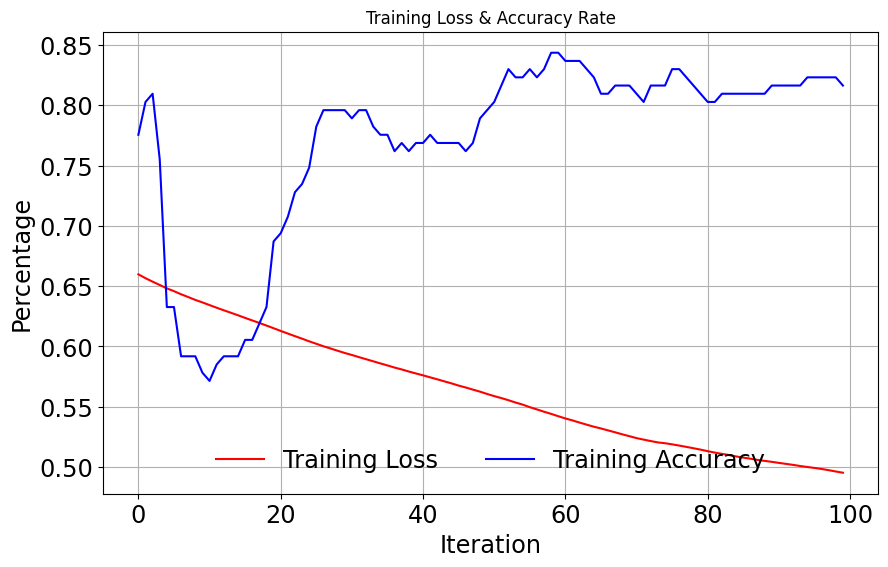 Training Loss & Accuracy Rate
0.85
0.80
0.75
0.70
0.65
0.60
0.55
0.50
Percentage
Training Loss
Training Accuracy
0 20 40 60 80 100
Iteration